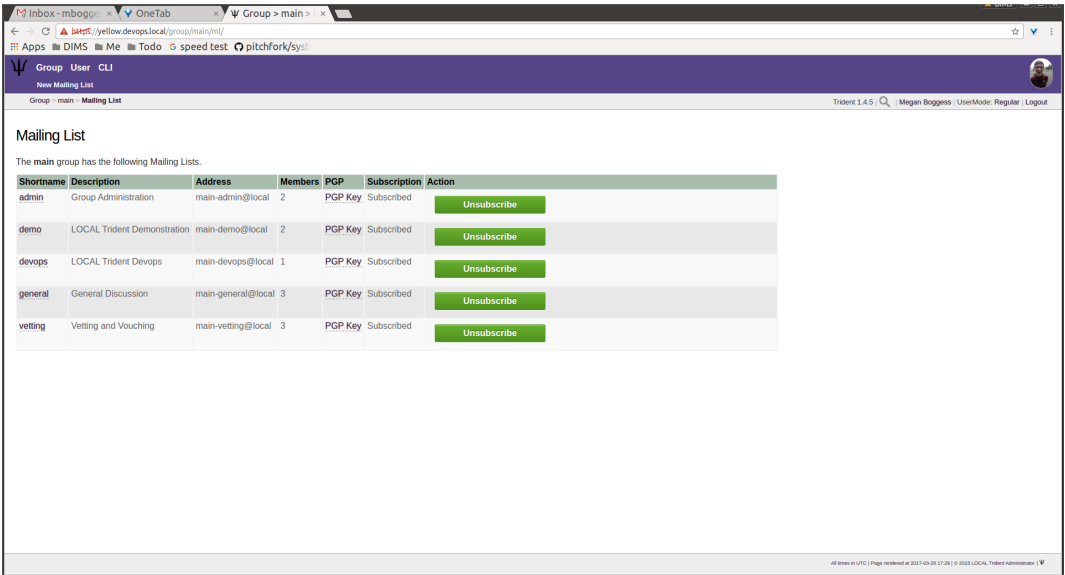 Inbox - mbogge
OneTab
Ψ Group > main >
https://yellow.devops.local/group/main/ml/
Apps DIMS Me Todo speed test pitchfork/syst
Ψ Group User CLI
New Mailing List
Group > main > Mailing List
Trident 1.4.5 | | Megan Boggess | UserMode: Regular | Logout
Mailing List
The main group has the following Mailing Lists.
Shortname Description Address Members PGP Subscription Action
admin Group Administration main-admin@local 2 PGP Key Subscribed Unsubscribe
demo LOCAL Trident Demonstration main-demo@local 2 PGP Key Subscribed Unsubscribe
devops LOCAL Trident Devops main-devops@local 1 PGP Key Subscribed Unsubscribe
general General Discussion main-general@local 3 PGP Key Subscribed Unsubscribe
vetting Vetting and Vouching main-vetting@local 3 PGP Key Subscribed Unsubscribe
All times in UTC | Page rendered at 2017-03-28 17:29 | © 2015 LOCAL Trident Administrator | Ψ